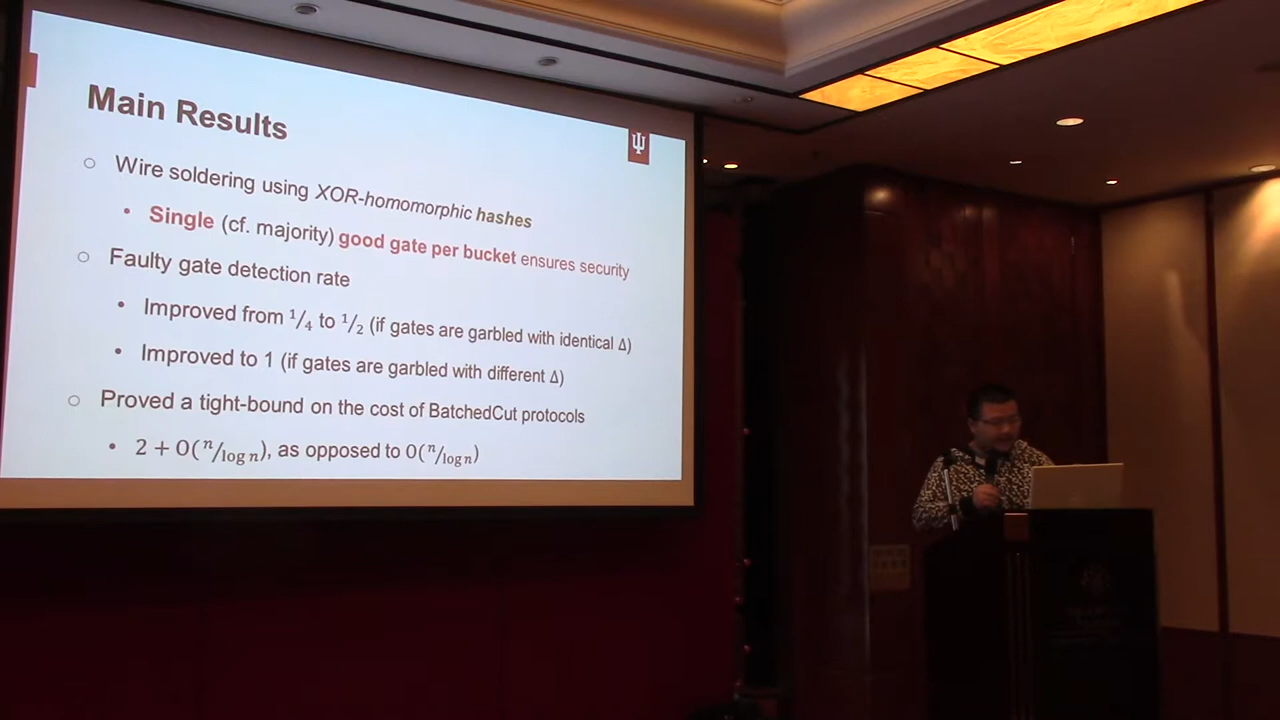 Main Results
Wire soldering using XOR-homomorphic hashes
Single (cf. majority) good gate per bucket ensures security
Faulty gate detection rate
Improved from 1/4 to 1/2 (if gates are garbled with identical Δ)
Improved to 1 (if gates are garbled with different Δ)
Proved a tight-bound on the cost of BatchedCut protocols
2 + O(n/log n), as opposed to O(n/log n)